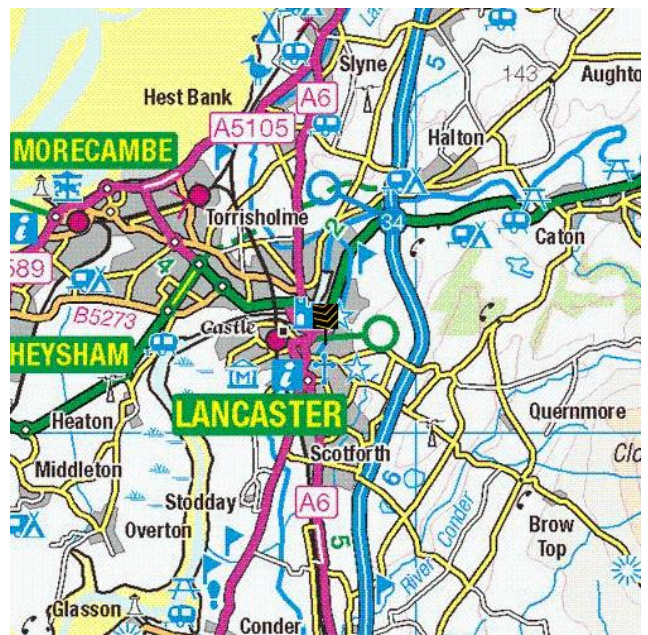 Slyne
5
143
Aughto
Hest Bank
A6
A5105
Halton
MORECAMBE
Torrisholme
34
2
Caton
i
589
4
B5273
Castle
HEYSHAM
M
i
LANCASTER
Heaton
Quernmore
Scotforth
Clo
Middleton
6
A6
Stodday
5
Overton
River Conder
Brow
Top
Glasson
Conder